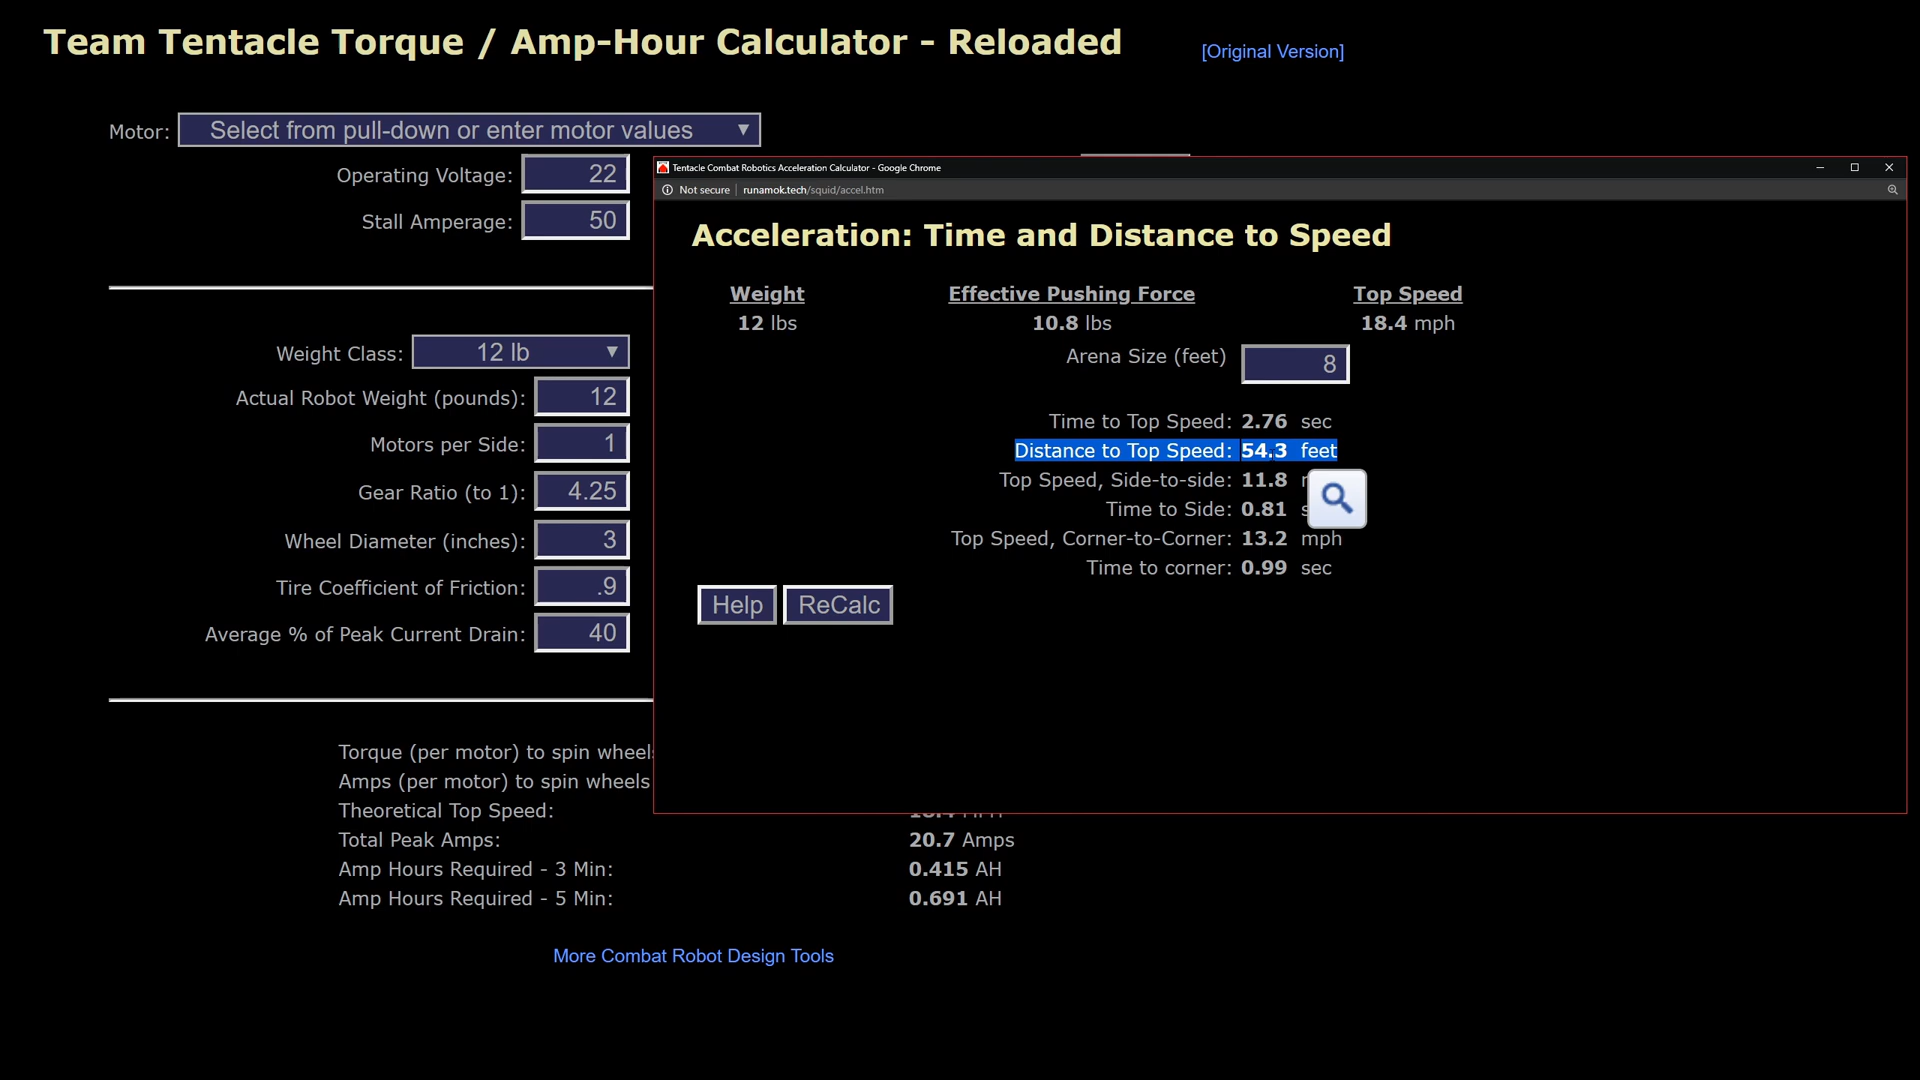 Team Tentacle Torque / Amp-Hour Calculator - Reloaded
[Original Version]
Motor: Select from pull-down or enter motor values
Operating Voltage: 22
Stall Amperage: 50
Weight Class: 12 lb
Actual Robot Weight (pounds): 12
Motors per Side: 1
Gear Ratio (to 1): 4.25
Wheel Diameter (inches): 3
Tire Coefficient of Friction: .9
Average % of Peak Current Drain: 40
Torque (per motor) to spin wheels
Amps (per motor) to spin wheels
Theoretical Top Speed: 18.4 MPH
Total Peak Amps: 20.7 Amps
Amp Hours Required - 3 Min: 0.415 AH
Amp Hours Required - 5 Min: 0.691 AH
More Combat Robot Design Tools
Tentacle Combat Robotics Acceleration Calculator - Google Chrome
Not secure runamok.tech/squid/accel.htm
Acceleration: Time and Distance to Speed
Weight Effective Pushing Force Top Speed
12 lbs 10.8 lbs 18.4 mph
Arena Size (feet) 8
Time to Top Speed: 2.76 sec
Distance to Top Speed: 54.3 feet
Top Speed, Side-to-side: 11.8
Time to Side: 0.81
Top Speed, Corner-to-Corner: 13.2 mph
Time to corner: 0.99 sec
Help ReCalc